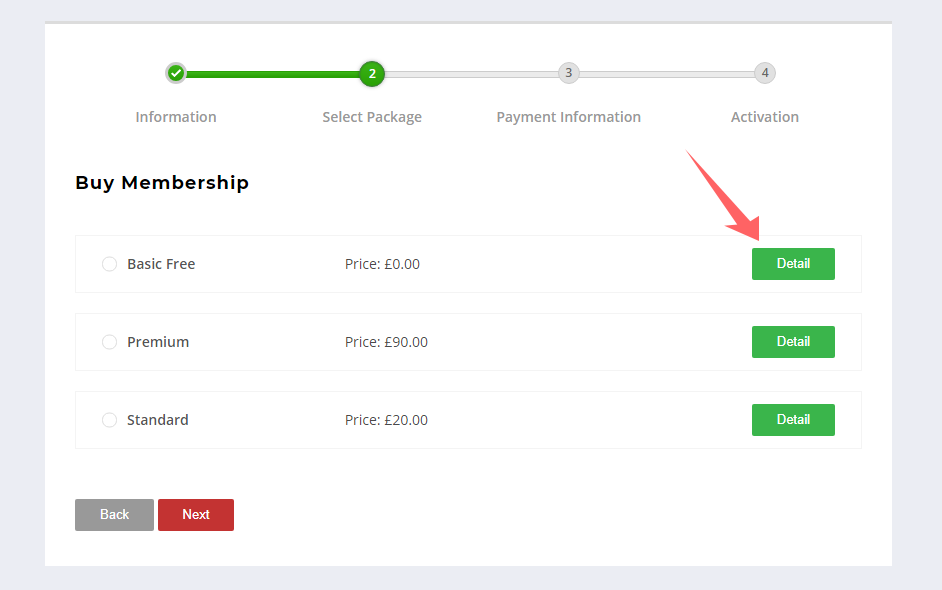 2 3 4
Information Select Package Payment Information Activation
Buy Membership
Basic Free Price: £0.00 Detail
Premium Price: £90.00 Detail
Standard Price: £20.00 Detail
Back Next